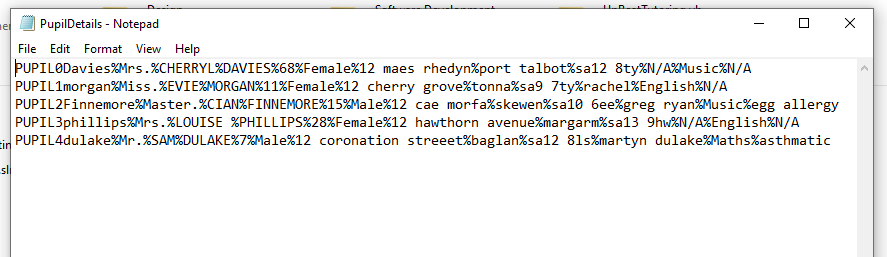 PupilDetails - Notepad
File Edit Format View Help
PUPIL0Davies%Mrs.%CHERRYL%DAVIES%68%Female%12 maes rhedyn%port talbot%sa12 8ty%N/A%Music%N/A
PUPIL1morgan%Miss.%EVIE%MORGAN%11%Female%12 cherry grove%tonna%sa9 7ty%rachel%English%N/A
PUPIL2Finnemore%Master.%CIAN%FINNEMORE%15%Male%12 cae morfa%skewen%sa10 6ee%greg ryan%Music%egg allergy
PUPIL3phillips%Mrs.%LOUISE %PHILLIPS%28%Female%12 hawthorn avenue%margarm%sa13 9hw%N/A%English%N/A
PUPIL4dulake%Mr.%SAM%DULAKE%7%Male%12 coronation streeet%baglan%sa12 8ls%martyn dulake%Maths%asthmatic